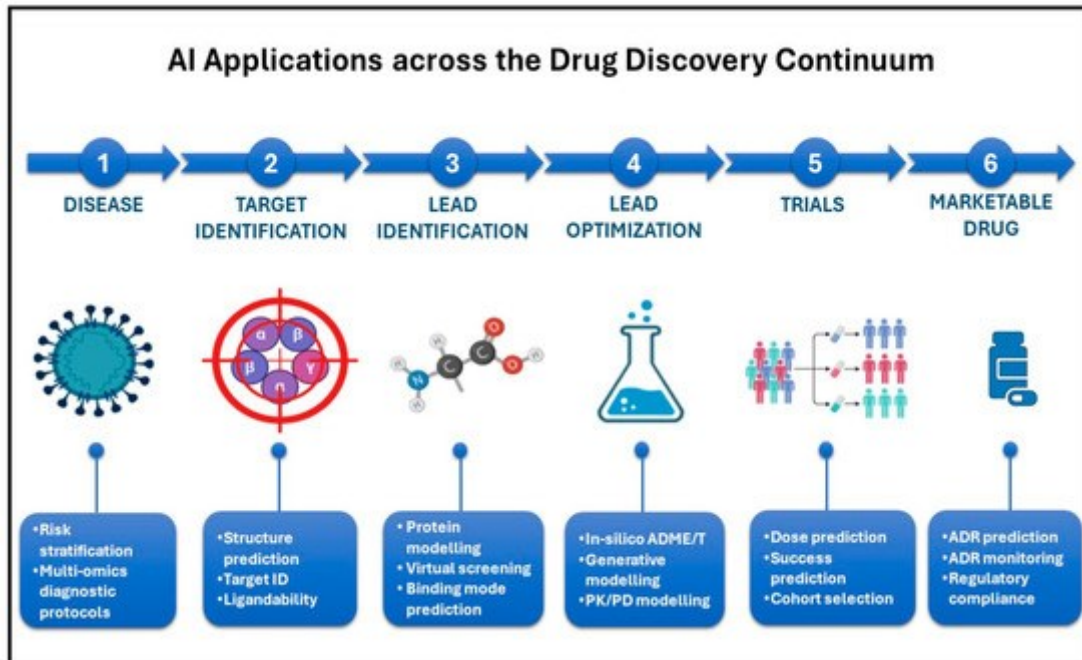 AI Applications across the Drug Discovery Continuum
1
2
3
4
5
6
DISEASE
TARGET
IDENTIFICATION
LEAD
IDENTIFICATION
LEAD
OPTIMIZATION
TRIALS
MARKETABLE
DRUG
α β
β γ
H
N
H
H
C
C
O
O
H
•Risk
stratification
•Multi-omics
diagnostic
protocols
•Structure
prediction
•Target ID
•Ligandability
•Protein
modelling
•Virtual screening
•Binding mode
prediction
•In-silico ADME/T
•Generative
modelling
•PK/PD modelling
•Dose prediction
•Success
prediction
•Cohort selection
•ADR prediction
•ADR monitoring
•Regulatory
compliance